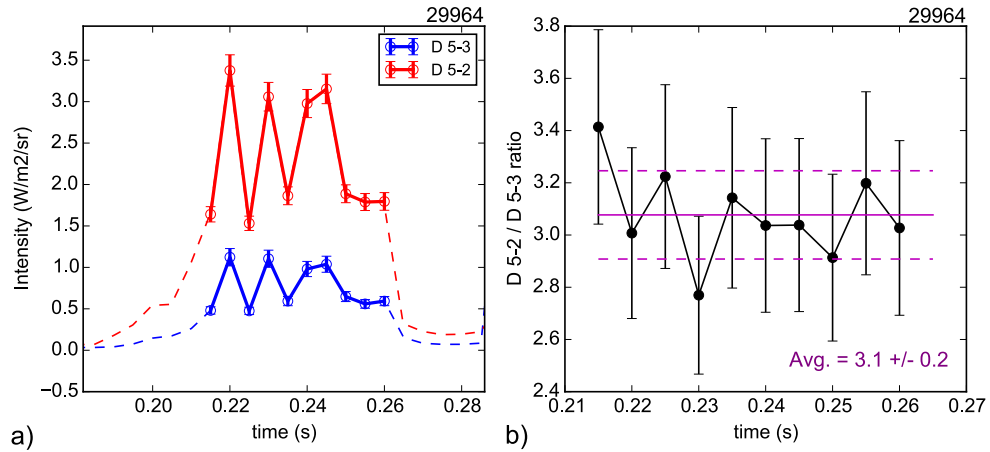 29964
Intensity (W/m2/sr)
3.5
3.0
2.5
2.0
1.5
1.0
0.5
0.0
−0.5
D 5-3
D 5-2
0.20 0.22 0.24 0.26 0.28
time (s)
a)
29964
D 5-2 / D 5-3 ratio
3.8
3.6
3.4
3.2
3.0
2.8
2.6
2.4
Avg. = 3.1 +/- 0.2
0.21 0.22 0.23 0.24 0.25 0.26 0.27
time (s)
b)